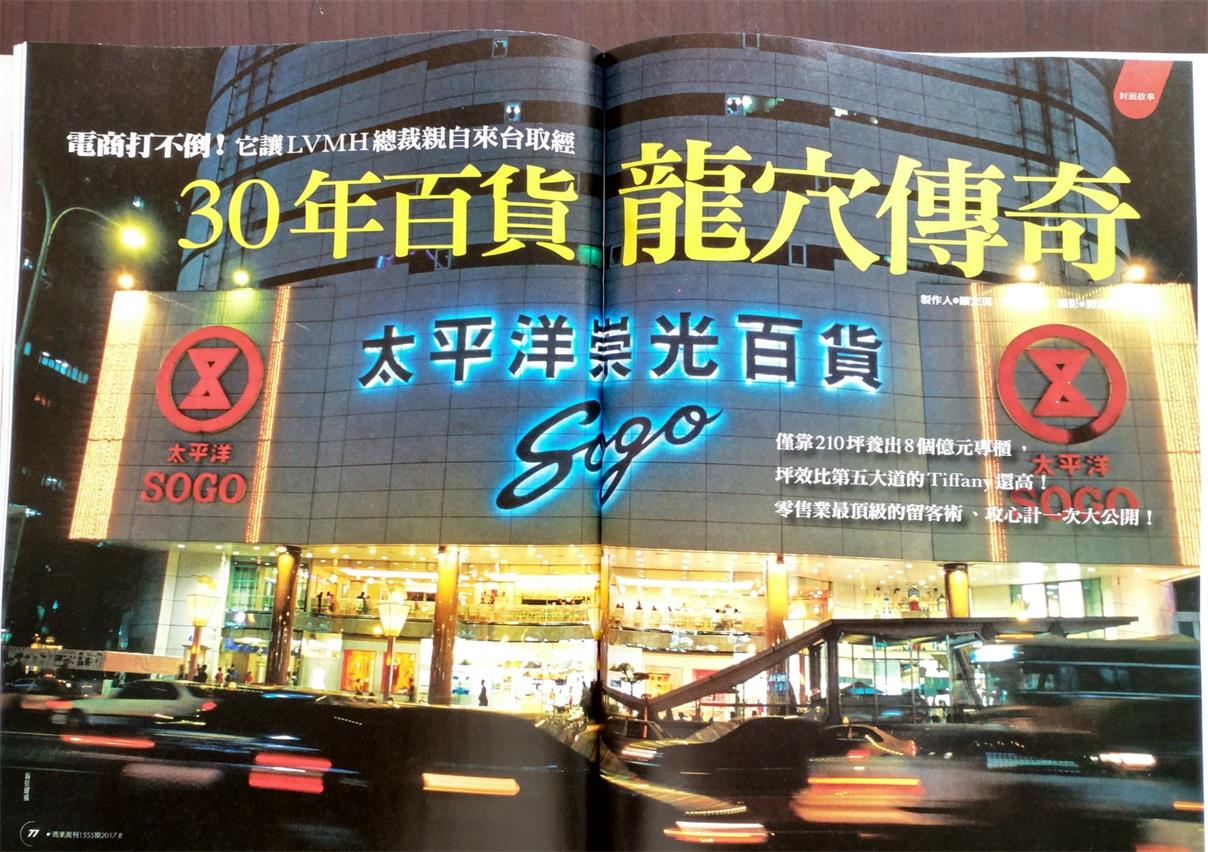 封面故事
電商打不倒！它讓LVMH總裁親自來台取經
30年百貨 龍穴傳奇
製作人●
太平洋崇光百貨
Sogo
太平洋
SOGO
太平洋
SOGO
僅靠210坪養出8個億元專櫃，
坪效比第五大道的Tiffany還高！
零售業最頂級的留客術、攻心計一次大公開！
77 ●商業周刊1555期2017.8